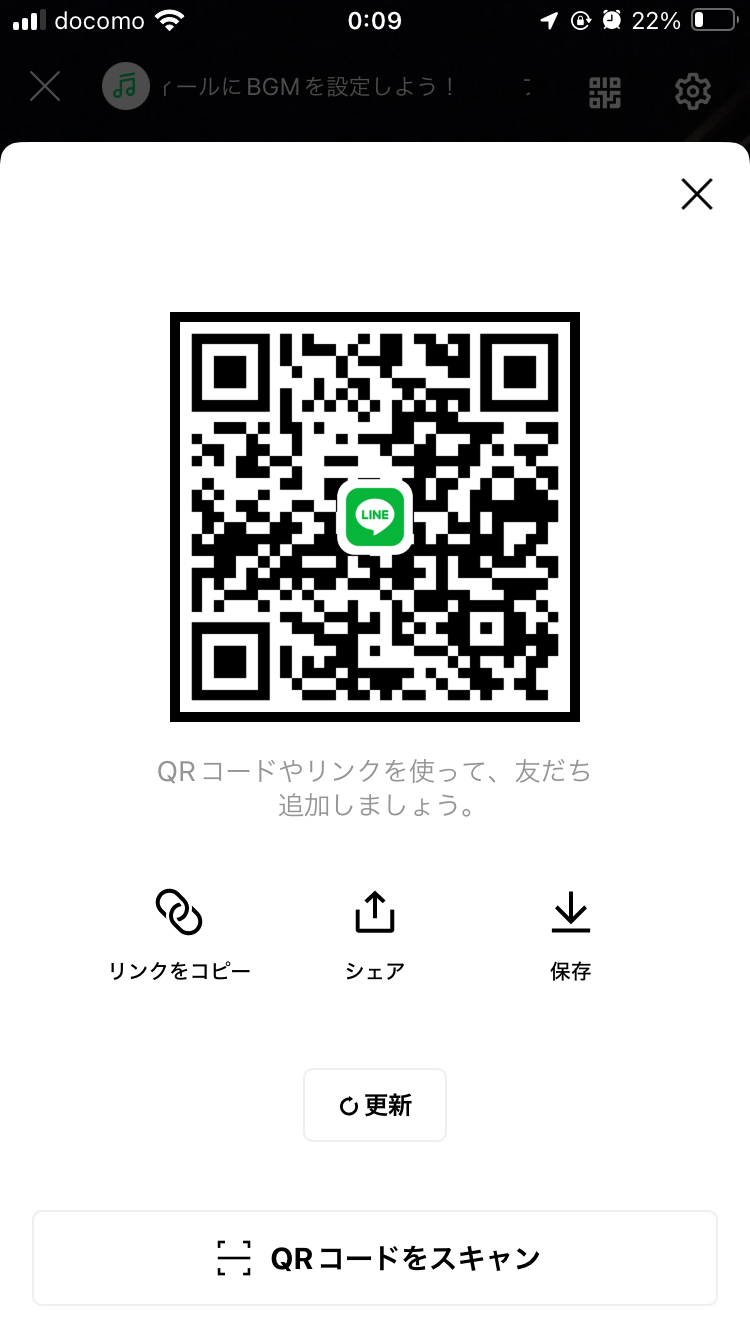 docomo 0:09 22%
ィールにBGMを設定しよう！
LINE
QRコードやリンクを使って、友だち
追加しましょう。
リンクをコピー シェア 保存
更新
QRコードをスキャン